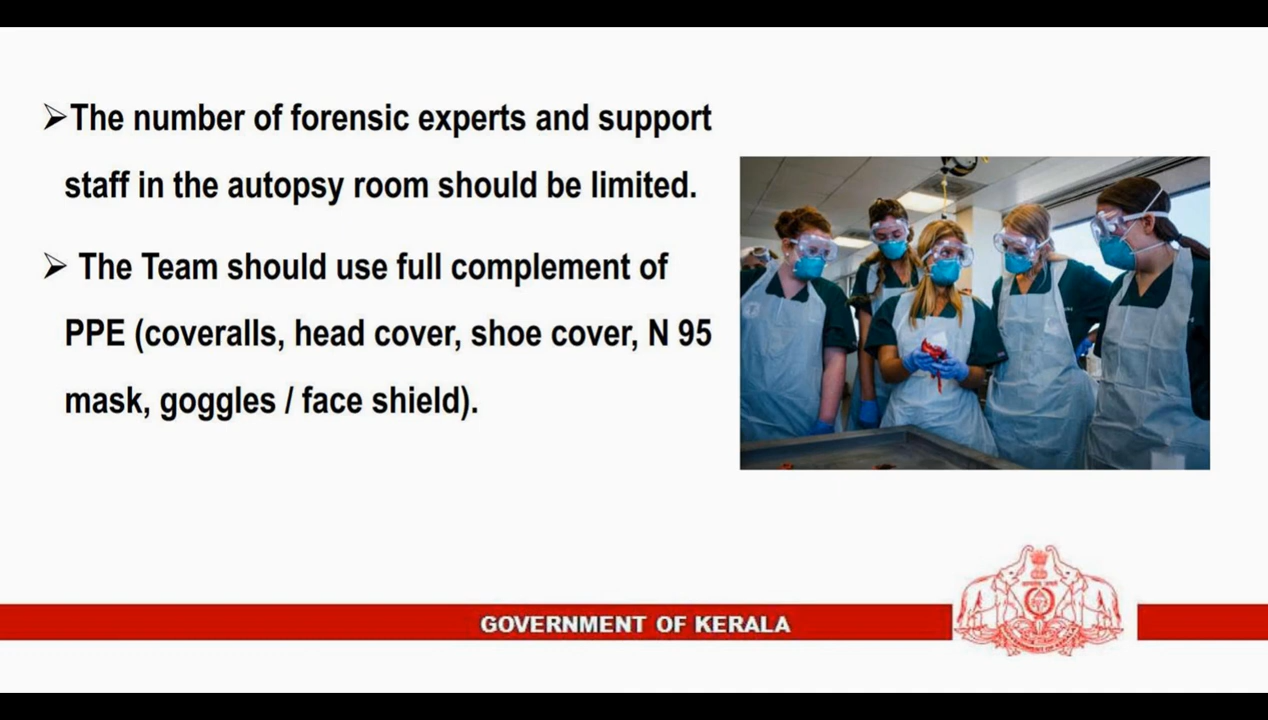 ➢The number of forensic experts and support
staff in the autopsy room should be limited.
➢ The Team should use full complement of
PPE (coveralls, head cover, shoe cover, N 95
mask, goggles / face shield).
GOVERNMENT OF KERALA